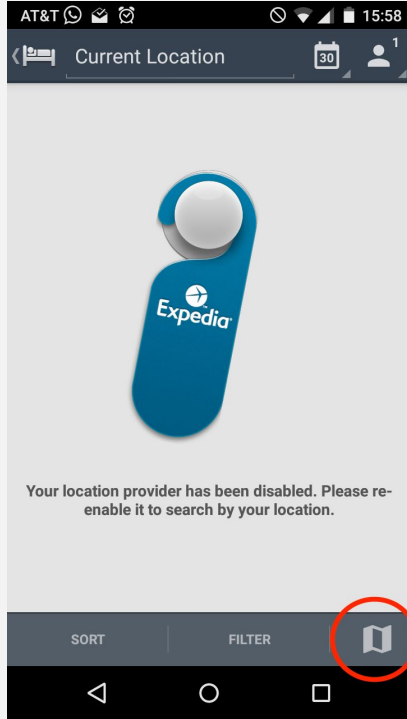 AT&T 15:58
Current Location 30 1
Expedia
Your location provider has been disabled. Please re-
enable it to search by your location.
SORT FILTER